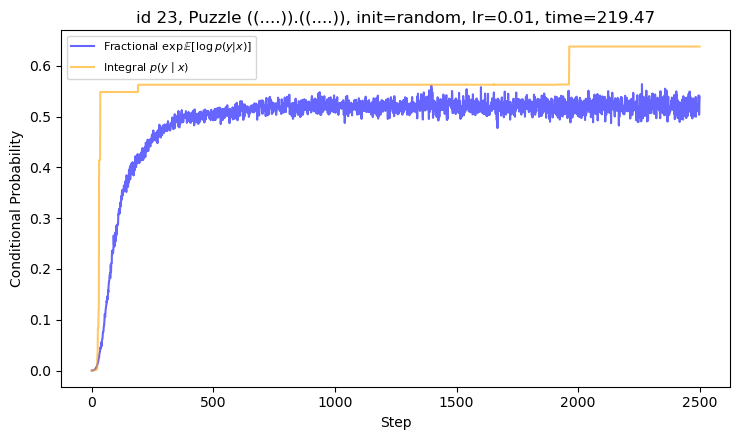 id 23, Puzzle ((....)).((....)), init=random, lr=0.01, time=219.47
Fractional exp𝔼[log p(y|x)]
Integral p(y | x)
Conditional Probability
0.6
0.5
0.4
0.3
0.2
0.1
0.0
0 500 1000 1500 2000 2500
Step